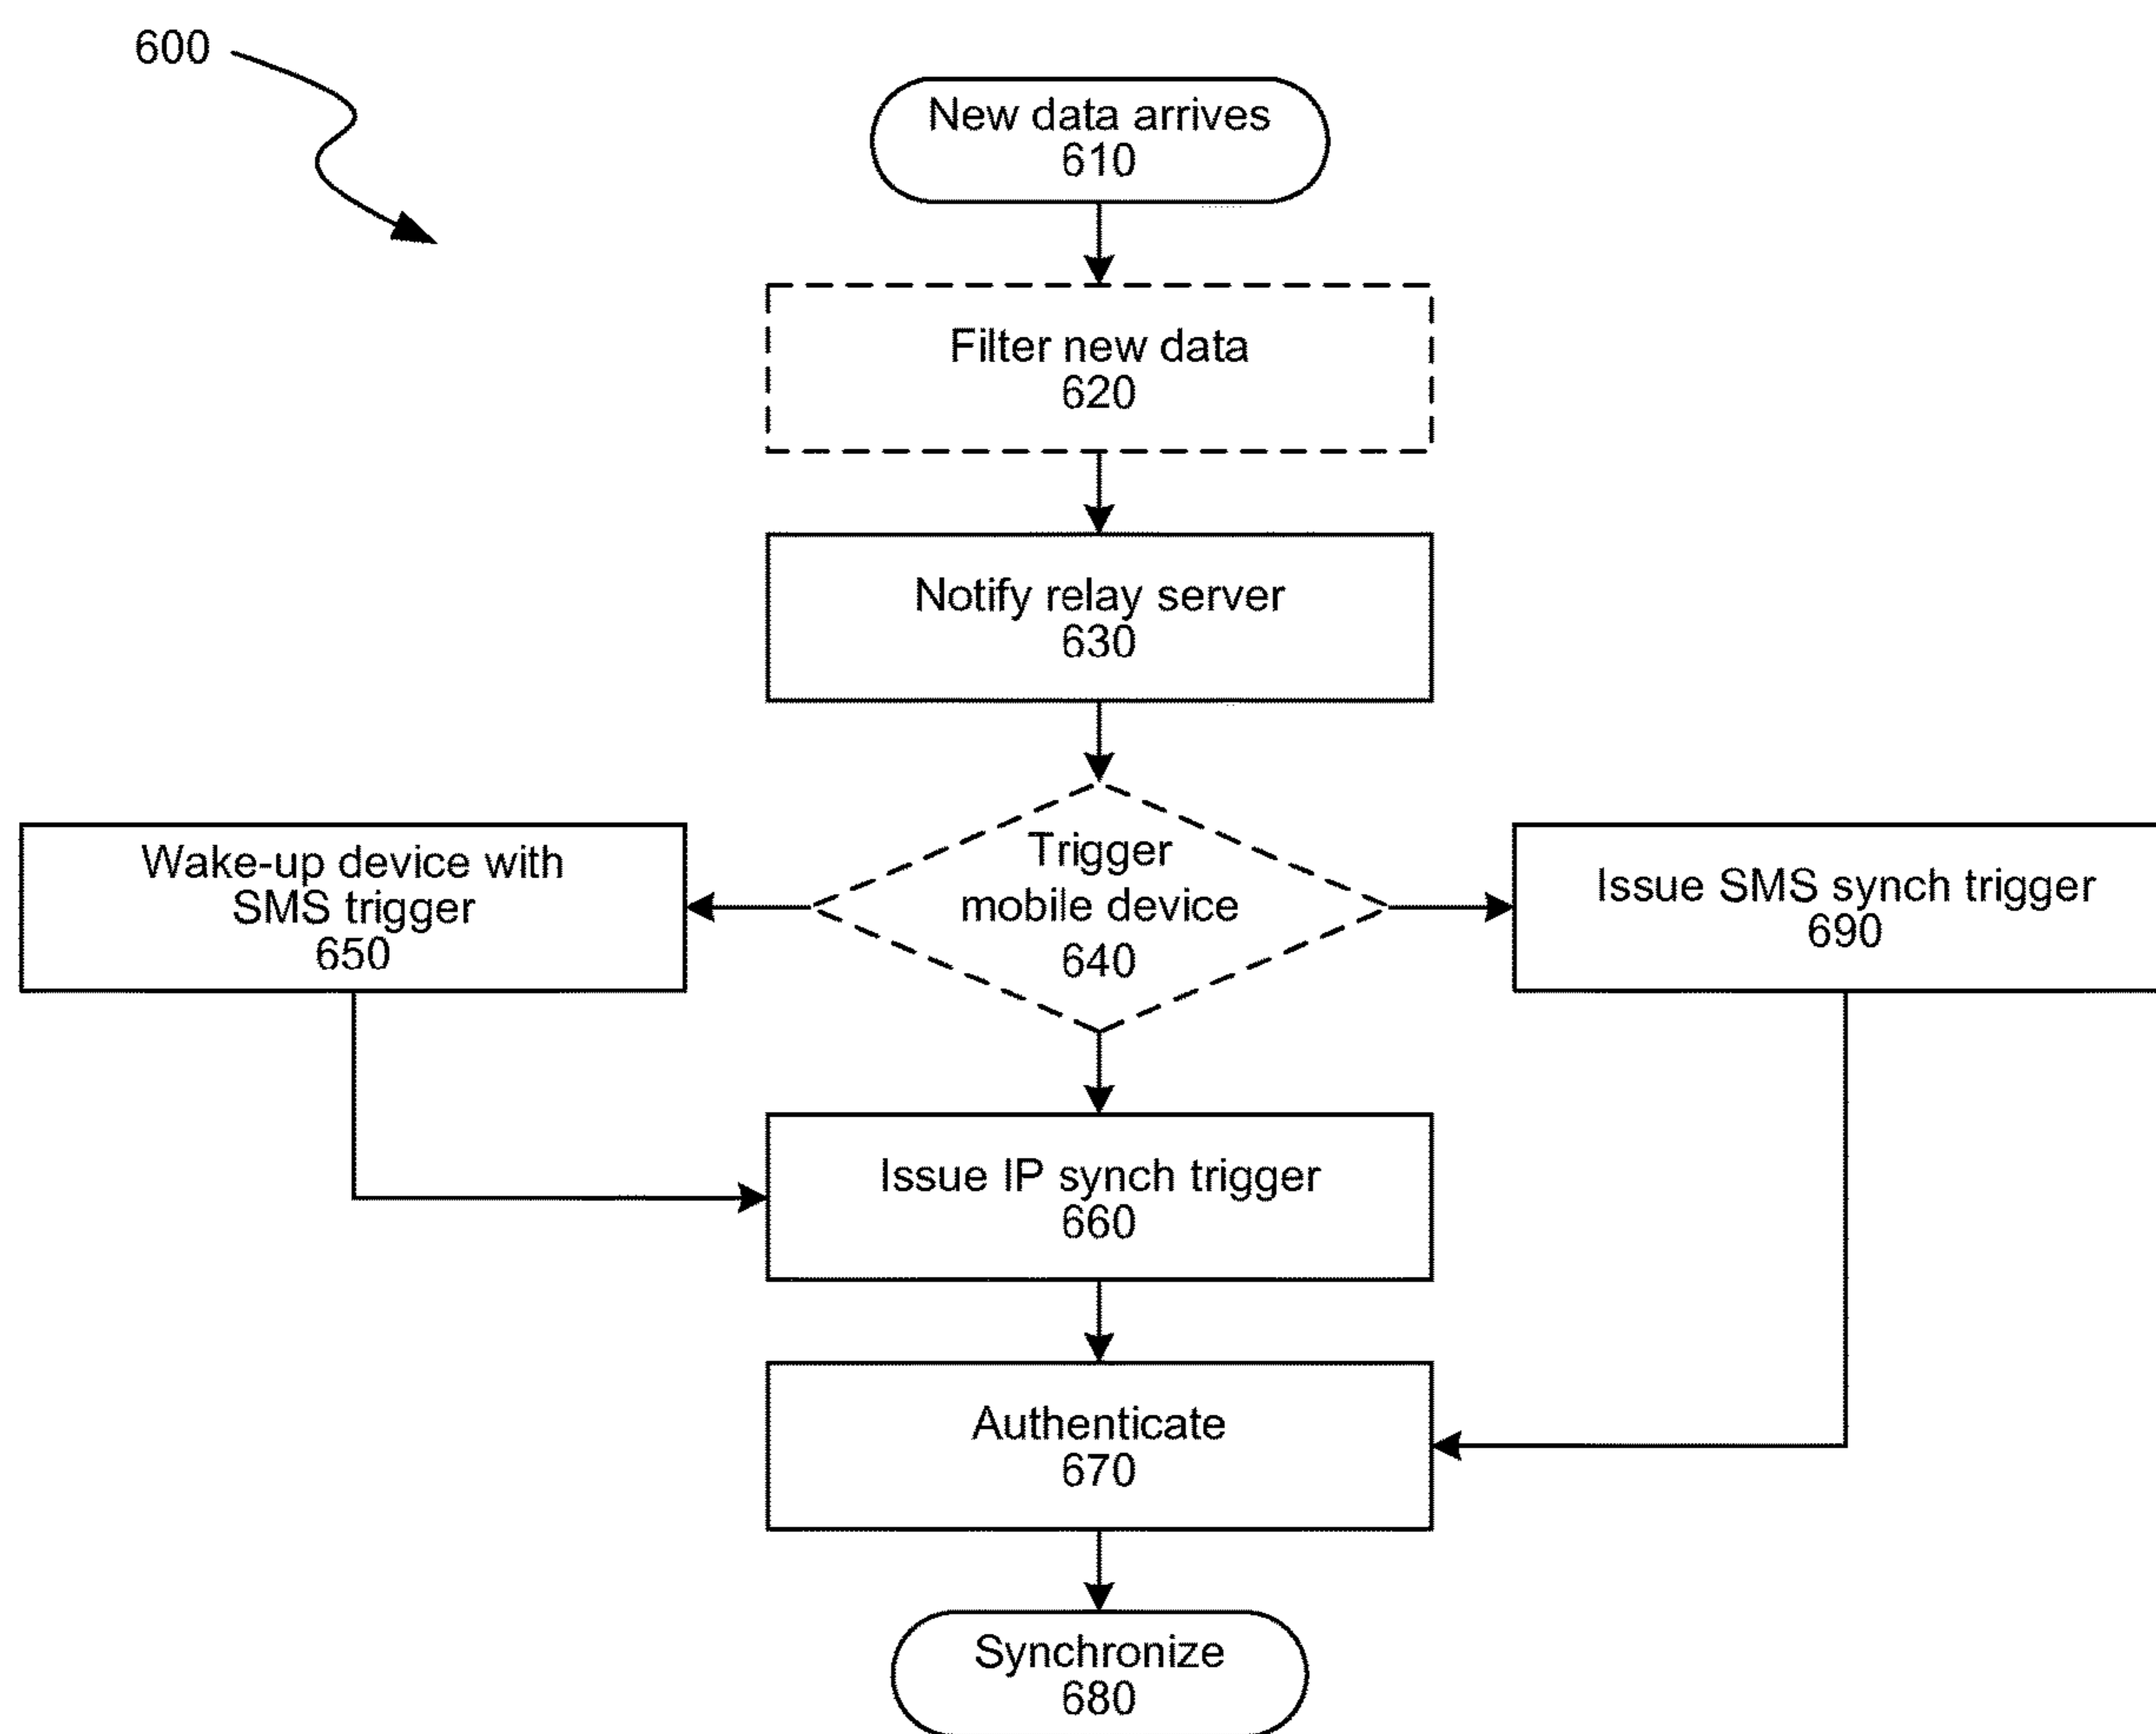 600
New data arrives
610
Filter new data
620
Notify relay server
630
Wake-up device with
SMS trigger
650
Trigger
mobile device
640
Issue SMS synch trigger
690
Issue IP synch trigger
660
Authenticate
670
Synchronize
680